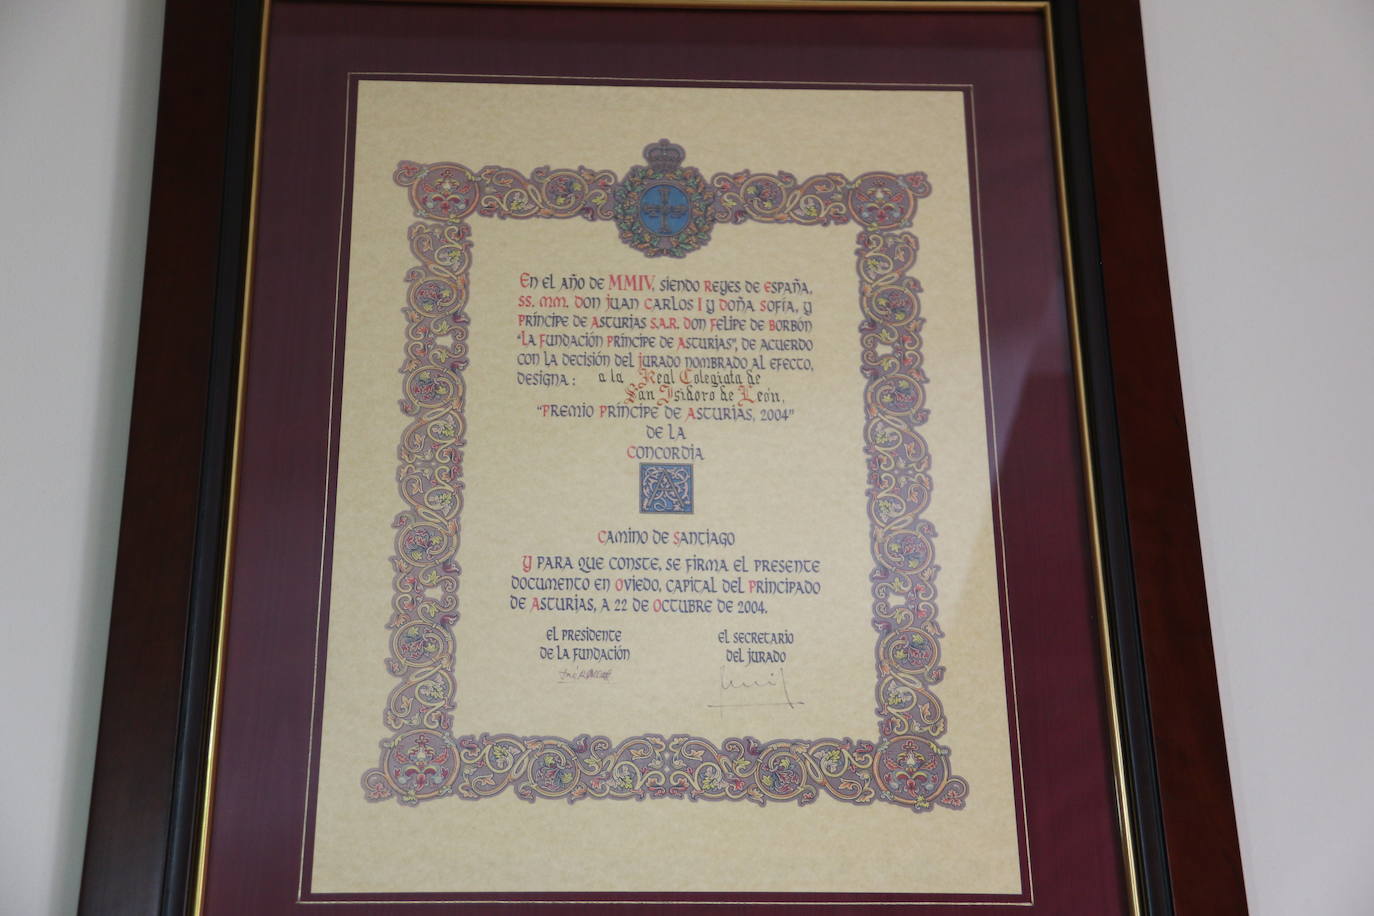 En el año de MMIV, siendo Reyes de España,
SS. MM. Don Juan Carlos I y Doña Sofía, y
Príncipe de Asturias S.A.R. Don Felipe de Borbón
"La Fundación Príncipe de Asturias", de acuerdo
con la decisión del jurado nombrado al efecto,
designa: a la Real Colegiata de
San Isidoro de León,
"Premio Príncipe de Asturias, 2004"
de la
Concordia
A
Camino de Santiago
Y para que conste, se firma el presente
documento en Oviedo, capital del Principado
de Asturias, a 22 de Octubre de 2004.
el Presidente el Secretario
de la Fundación del Jurado